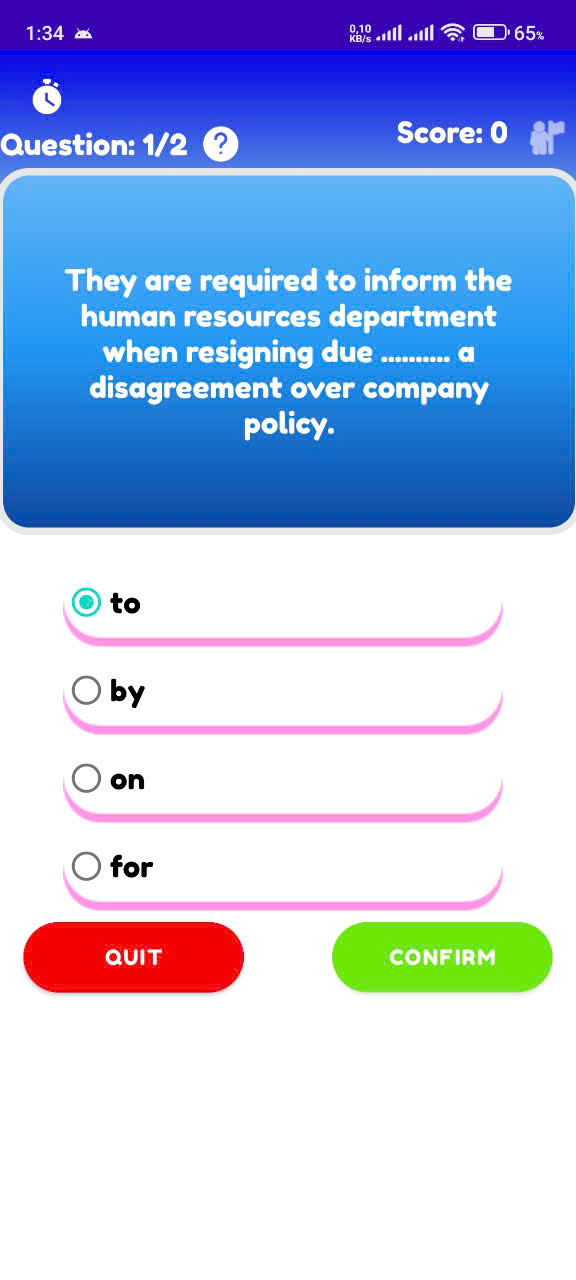 1:34
0,10
KB/s
65%
Question: 1/2
?
Score: 0
They are required to inform the
human resources department
when resigning due .......... a
disagreement over company
policy.
to
by
on
for
QUIT
CONFIRM